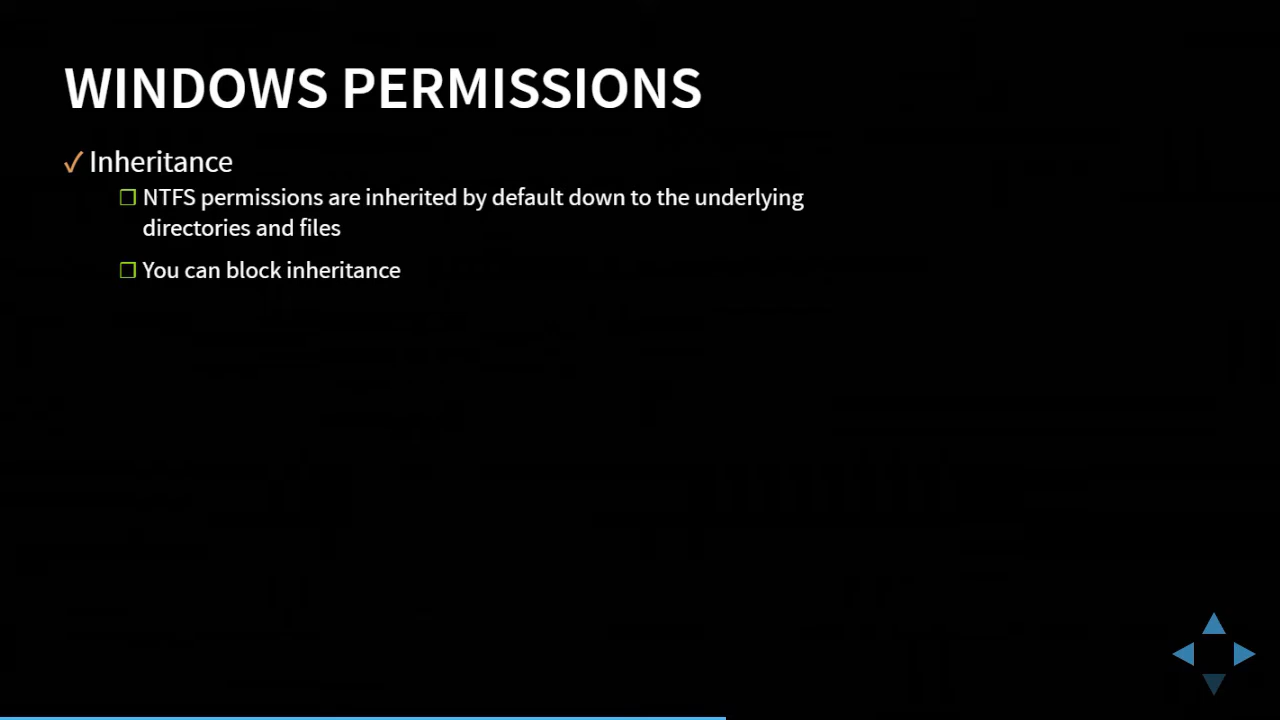 WINDOWS PERMISSIONS
✓ Inheritance
❐ NTFS permissions are inherited by default down to the underlying
directories and files
❐ You can block inheritance